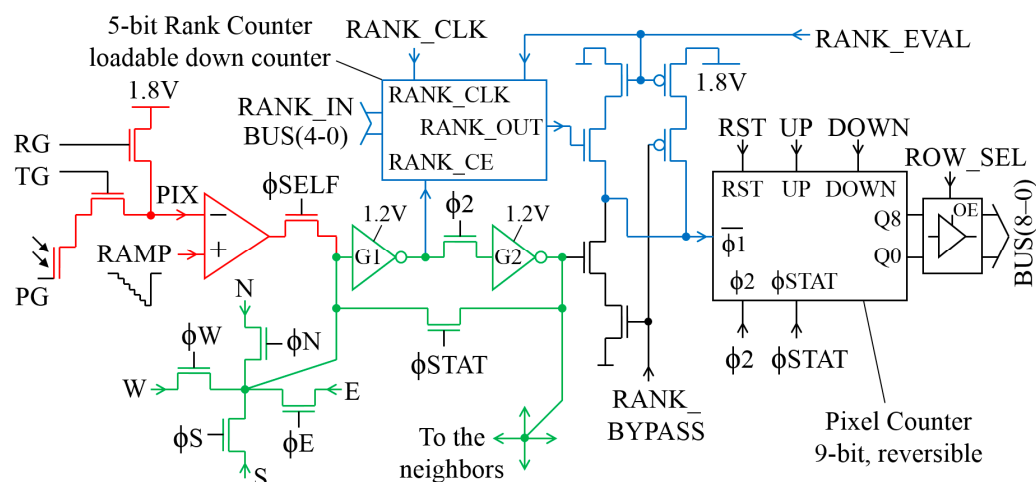 5-bit Rank Counter
loadable down counter
RANK_CLK
RANK_EVAL
1.8V
1.8V
RANK_IN
BUS(4-0)
RANK_CLK
RANK_OUT
RANK_CE
RG
TG
PIX
RAMP
PG
−
+
ϕSELF
1.2V
G1
ϕ2
1.2V
G2
RST
UP
DOWN
ROW_SEL
RST
UP
DOWN
ϕ1
Q8
Q0
OE
BUS(8–0)
ϕ2
ϕSTAT
ϕ2
ϕSTAT
N
ϕN
ϕW
W
E
ϕE
ϕS
S
ϕSTAT
To the
neighbors
RANK_
BYPASS
Pixel Counter
9-bit, reversible